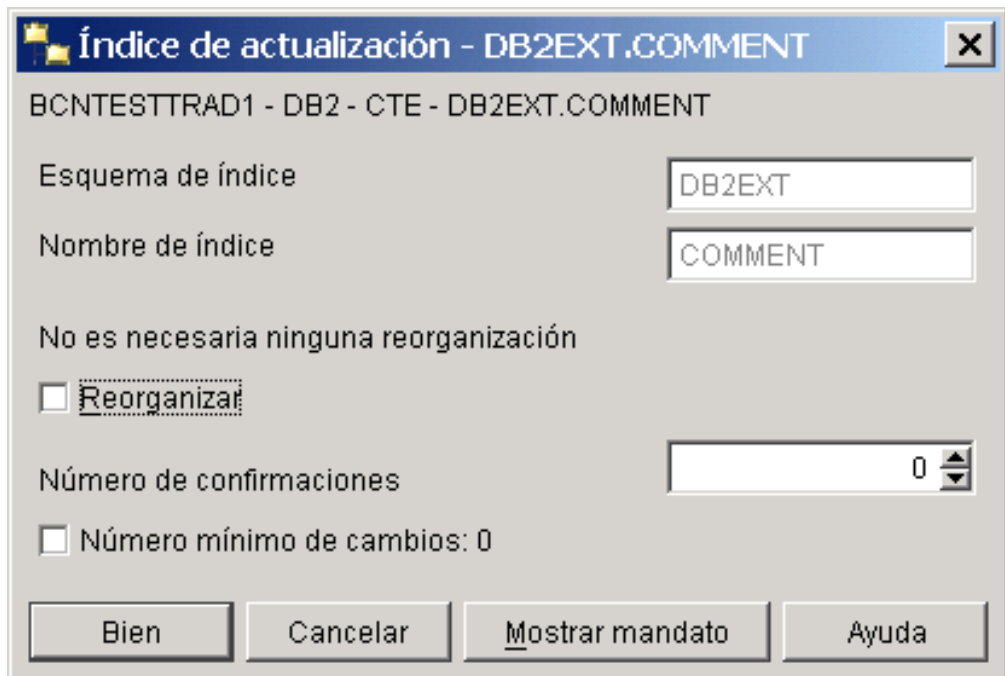 Índice de actualización - DB2EXT.COMMENT
BCNTESTTRAD1 - DB2 - CTE - DB2EXT.COMMENT
Esquema de índice DB2EXT
Nombre de índice COMMENT
No es necesaria ninguna reorganización
Reorganizar
Número de confirmaciones 0
Número mínimo de cambios: 0
Bien Cancelar Mostrar mandato Ayuda